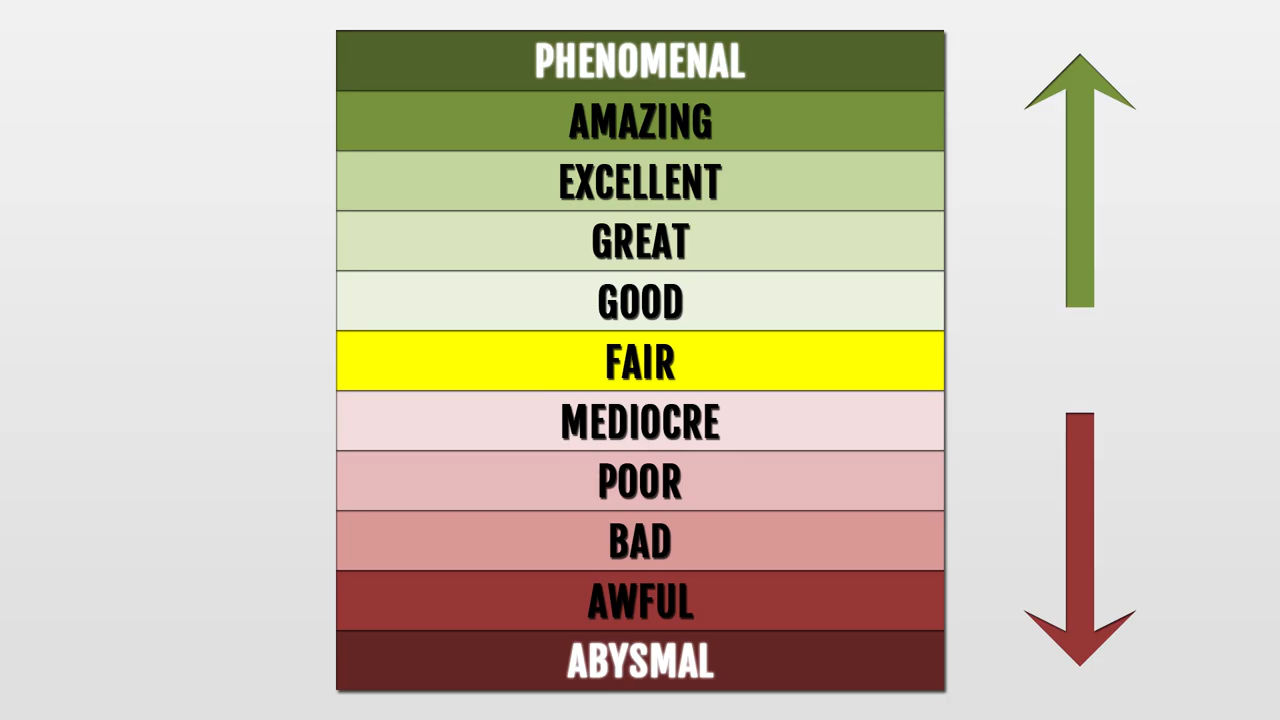 PHENOMENAL
AMAZING
EXCELLENT
GREAT
GOOD
FAIR
MEDIOCRE
POOR
BAD
AWFUL
ABYSMAL